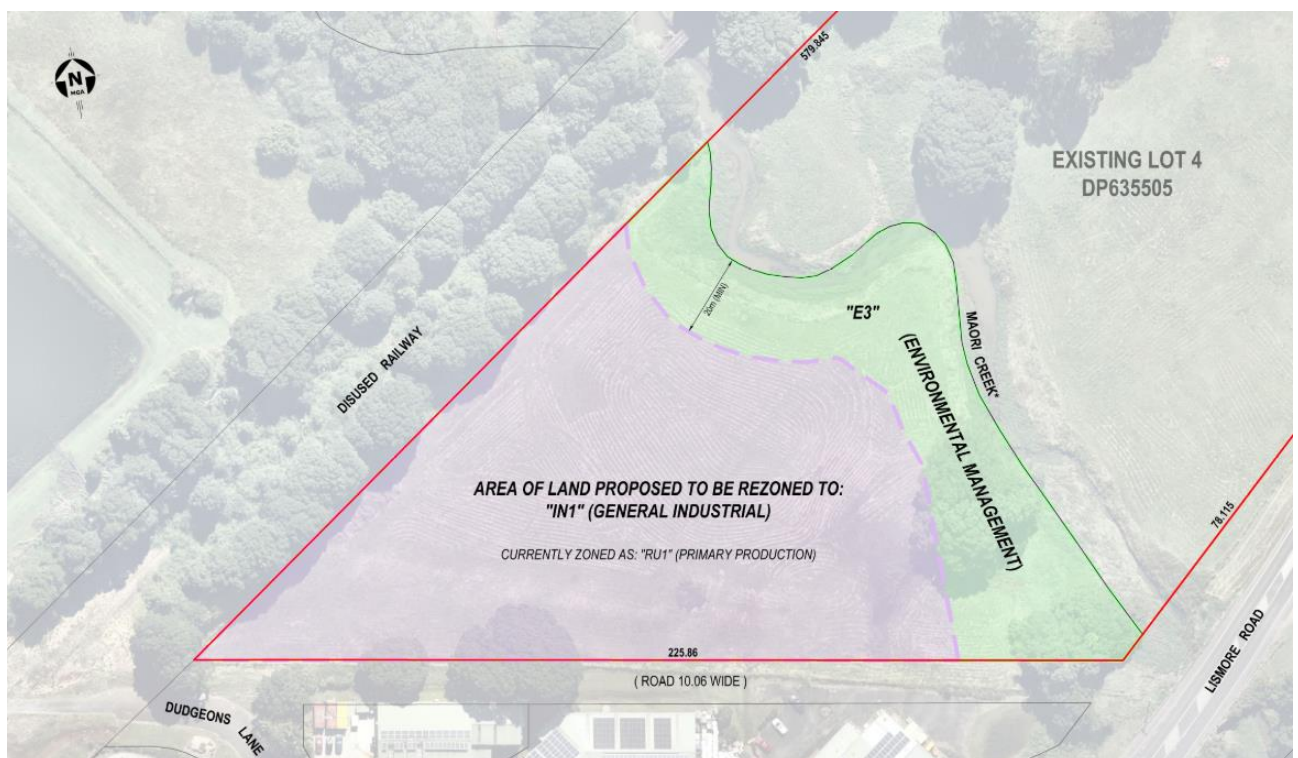 N
MGA
579.845
EXISTING LOT 4
DP635505
20m (MIN)
"E3"
(ENVIRONMENTAL MANAGEMENT)
MAORI CREEK*
DISUSED RAILWAY
AREA OF LAND PROPOSED TO BE REZONED TO:
"IN1" (GENERAL INDUSTRIAL)
CURRENTLY ZONED AS: "RU1" (PRIMARY PRODUCTION)
78.115
LISMORE ROAD
225.86
( ROAD 10.06 WIDE )
DUDGEONS LANE